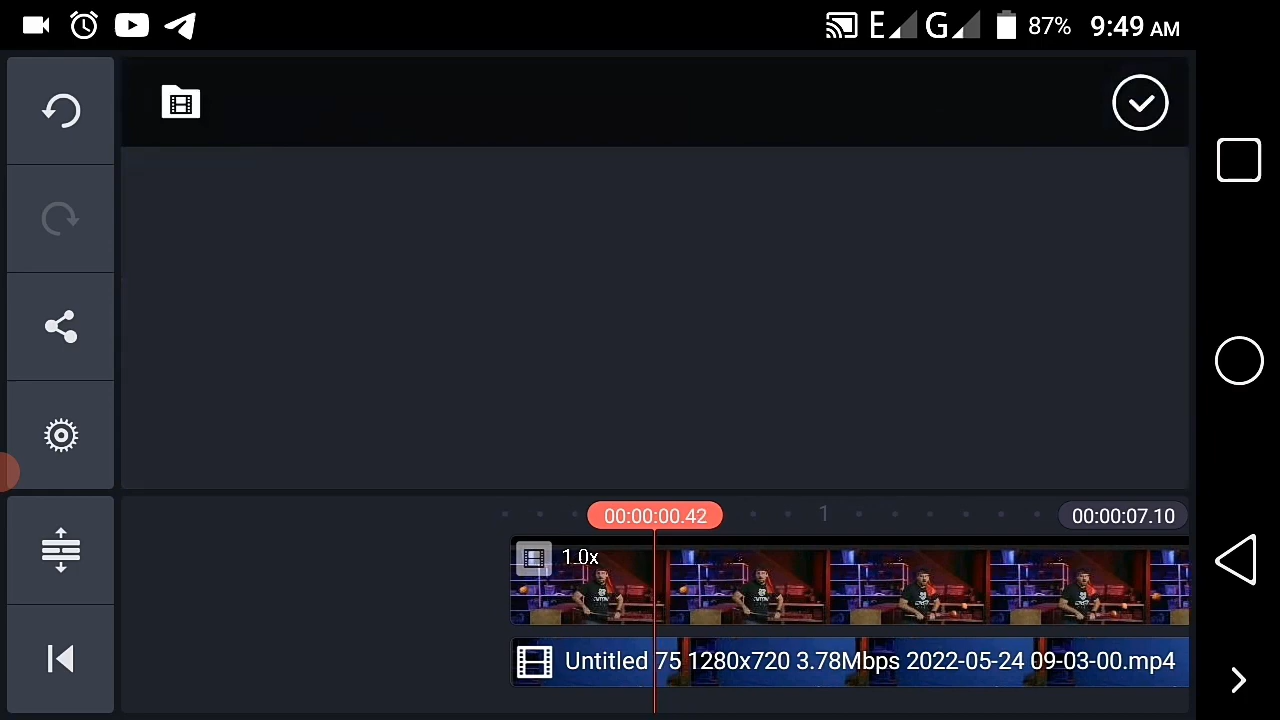 E G 87% 9:49 AM
00:00:00.42 1 00:00:07.10
1.0x
Untitled 75 1280x720 3.78Mbps 2022-05-24 09-03-00.mp4